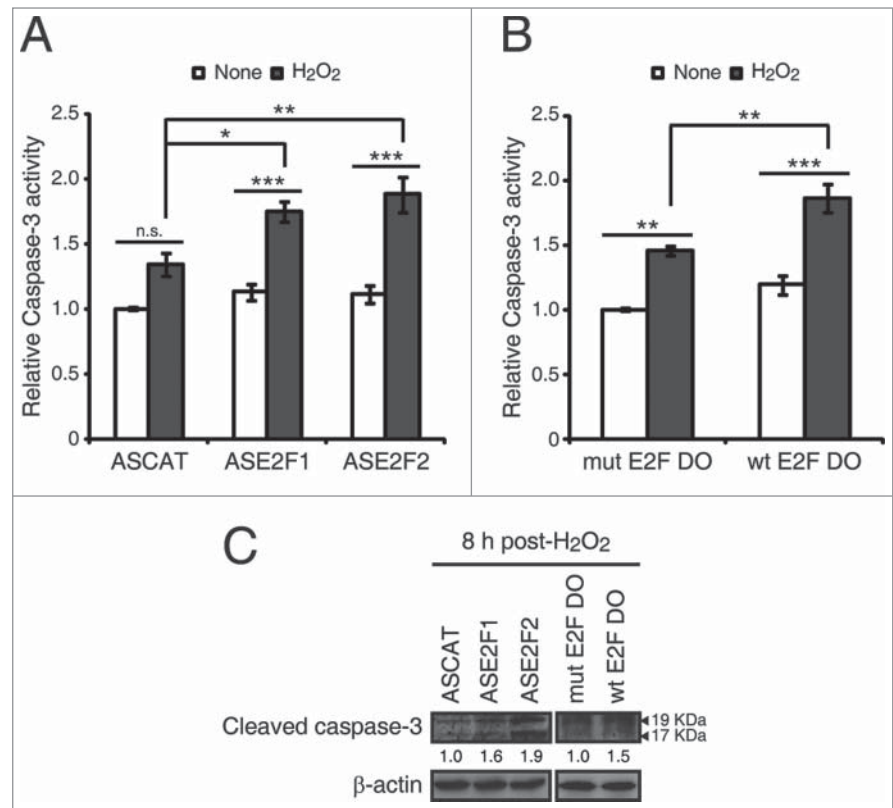 A
None H2O2
Relative Caspase-3 activity
2.5
2.0
1.5
1.0
0.5
0
n.s.
*
**
***
***
ASCAT ASE2F1 ASE2F2
B
None H2O2
Relative Caspase-3 activity
2.5
2.0
1.5
1.0
0.5
0
**
**
***
mut E2F DO wt E2F DO
C
8 h post-H2O2
ASCAT
ASE2F1
ASE2F2
mut E2F DO
wt E2F DO
Cleaved caspase-3
19 KDa
17 KDa
1.0 1.6 1.9 1.0 1.5
β-actin